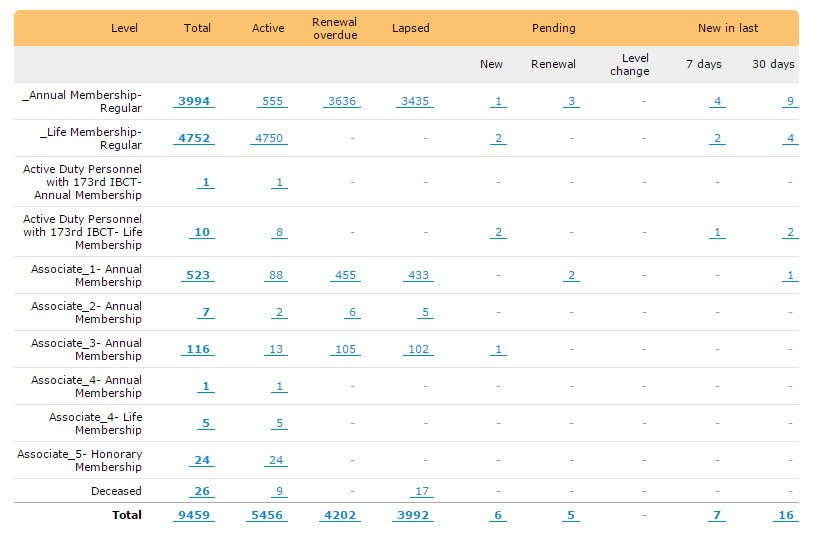 Level Total Active Renewal overdue Lapsed Pending New in last
New Renewal Level change 7 days 30 days
_Annual Membership- Regular 3994 555 3636 3435 1 3 - 4 9
_Life Membership- Regular 4752 4750 - - 2 - - 2 4
Active Duty Personnel with 173rd IBCT- Annual Membership 1 1 - - - - - - -
Active Duty Personnel with 173rd IBCT- Life Membership 10 8 - - 2 - - 1 2
Associate_1- Annual Membership 523 88 455 433 - 2 - - 1
Associate_2- Annual Membership 7 2 6 5 - - - - -
Associate_3- Annual Membership 116 13 105 102 1 - - - -
Associate_4- Annual Membership 1 1 - - - - - - -
Associate_4- Life Membership 5 5 - - - - - - -
Associate_5- Honorary Membership 24 24 - - - - - - -
Deceased 26 9 - 17 - - - - -
Total 9459 5456 4202 3992 6 5 - 7 16